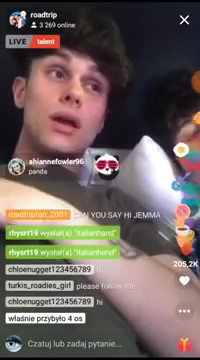 roadtrip
3 269 online
LIVE talent
shiannefowler96
panda
roadtripfan_2001 CAN YOU SAY HI JEMMA
rhysrt19 wysłał(a) "italianhand"
rhysrt19 wysłał(a) "italianhand"
chloenugget123456789 hi
turkis_roadies_girl please follow me
chloenugget123456789 hi
właśnie przybyło 4 os
205,2K
Czatuj lub zadaj pytanie...